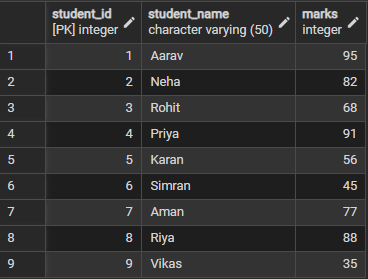 student_id student_name marks
[PK] integer character varying (50) integer
1 1 Aarav 95
2 2 Neha 82
3 3 Rohit 68
4 4 Priya 91
5 5 Karan 56
6 6 Simran 45
7 7 Aman 77
8 8 Riya 88
9 9 Vikas 35